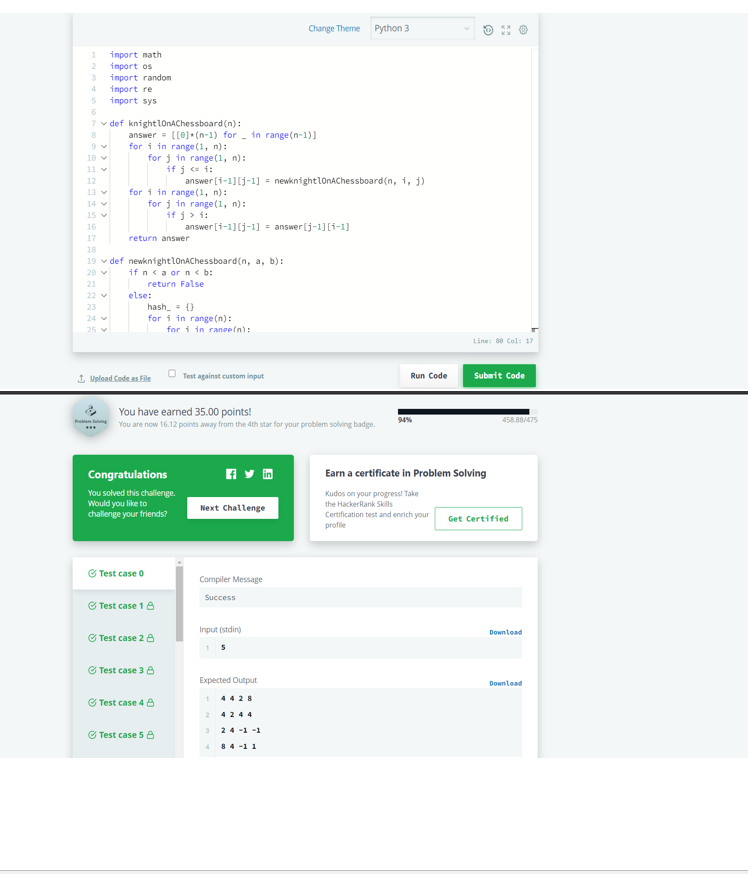 Change Theme Python 3
1 import math
2 import os
3 import random
4 import re
5 import sys
6
7 def knightlOnAChessboard(n):
8 answer = [[0]*(n-1) for _ in range(n-1)]
9 for i in range(1, n):
10 for j in range(1, n):
11 if j <= i:
12 answer[i-1][j-1] = newknightlOnAChessboard(n, i, j)
13 for i in range(1, n):
14 for j in range(1, n):
15 if j > i:
16 answer[i-1][j-1] = answer[j-1][i-1]
17 return answer
18
19 def newknightlOnAChessboard(n, a, b):
20 if n < a or n < b:
21 return False
22 else:
23 hash_ = {}
24 for i in range(n):
25 for j in range(n):
Line: 80 Col: 17
Upload Code as File Test against custom input Run Code Submit Code
Problem Solving
You have earned 35.00 points!
You are now 16.12 points away from the 4th star for your problem solving badge.
94% 458.88/475
Congratulations
You solved this challenge.
Would you like to
challenge your friends?
Next Challenge
Earn a certificate in Problem Solving
Kudos on your progress! Take
the HackerRank Skills
Certification test and enrich your
profile
Get Certified
Test case 0
Test case 1
Test case 2
Test case 3
Test case 4
Test case 5
Compiler Message
Success
Input (stdin) Download
1 5
Expected Output Download
1 4 4 2 8
2 4 2 4 4
3 2 4 -1 -1
4 8 4 -1 1